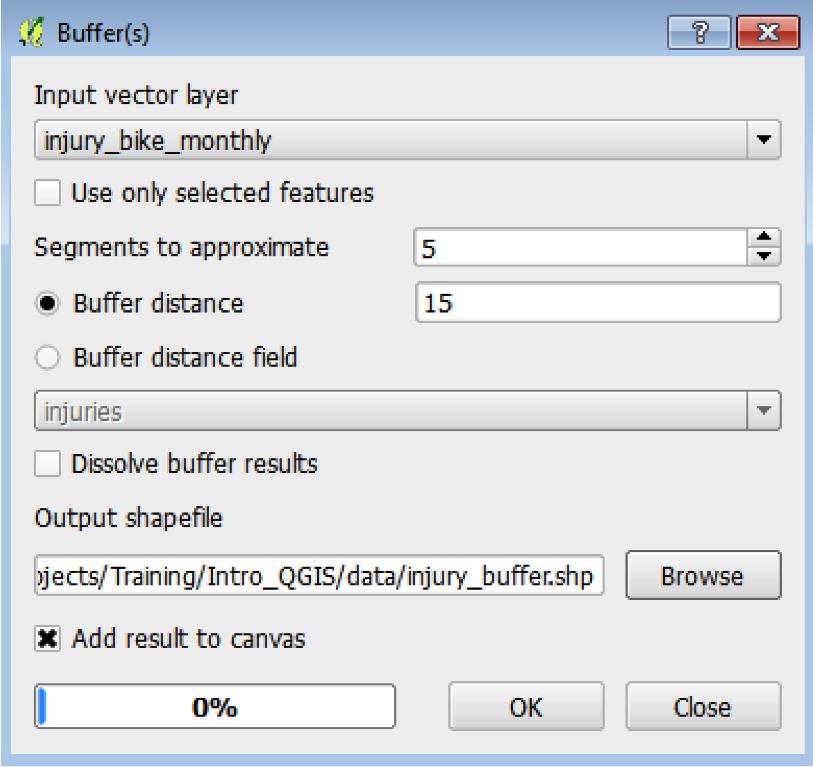 Buffer(s)
?
Input vector layer
injury_bike_monthly
Use only selected features
Segments to approximate 5
Buffer distance 15
Buffer distance field
injuries
Dissolve buffer results
Output shapefile
jects/Training/Intro_QGIS/data/injury_buffer.shp Browse
Add result to canvas
0% OK Close